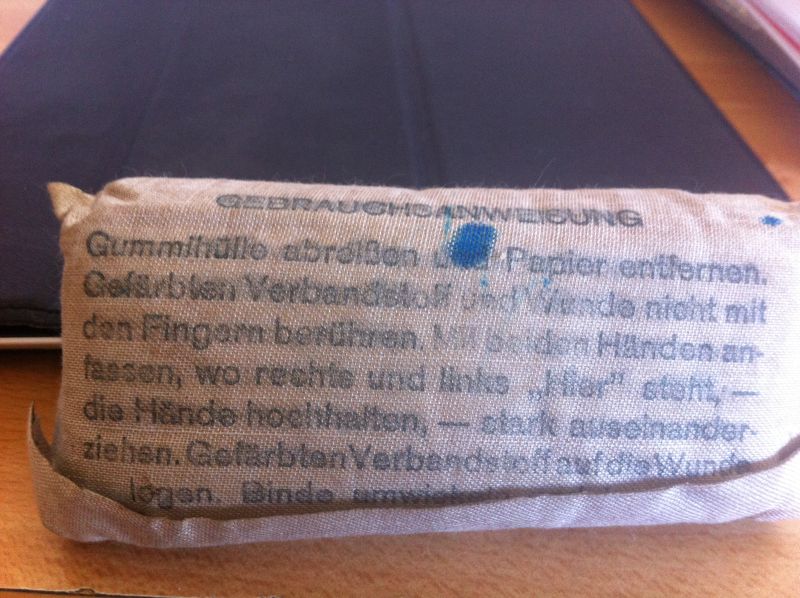 GEBRAUCHSANWEISUNG
Gummihülle abreißen und Papier entfernen.
Gefärbten Verbandstoff und Wunde nicht mit
den Fingern berühren. Mit beiden Händen an-
fassen, wo rechts und links „Hier” steht, —
die Hände hochhalten, — stark auseinander-
ziehen. Gefärbten Verbandstoff auf die Wunde
legen. Binde umwickeln